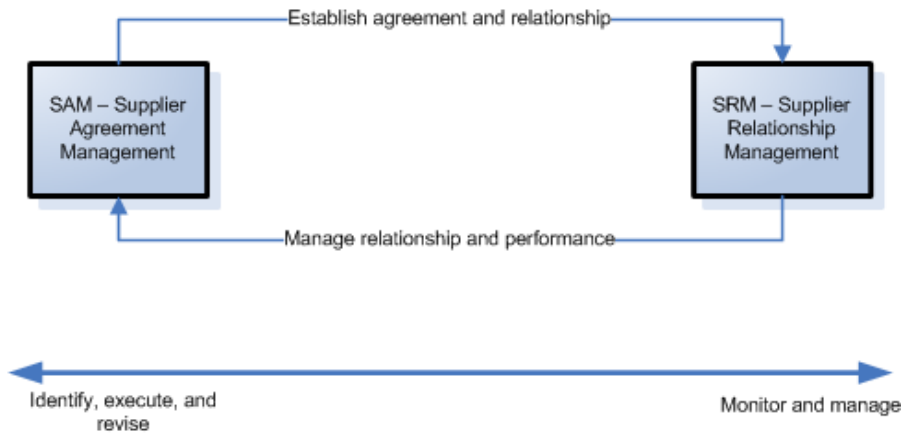 Establish agreement and relationship
SAM – Supplier
Agreement
Management
SRM – Supplier
Relationship
Management
Manage relationship and performance
Identify, execute, and
revise
Monitor and manage